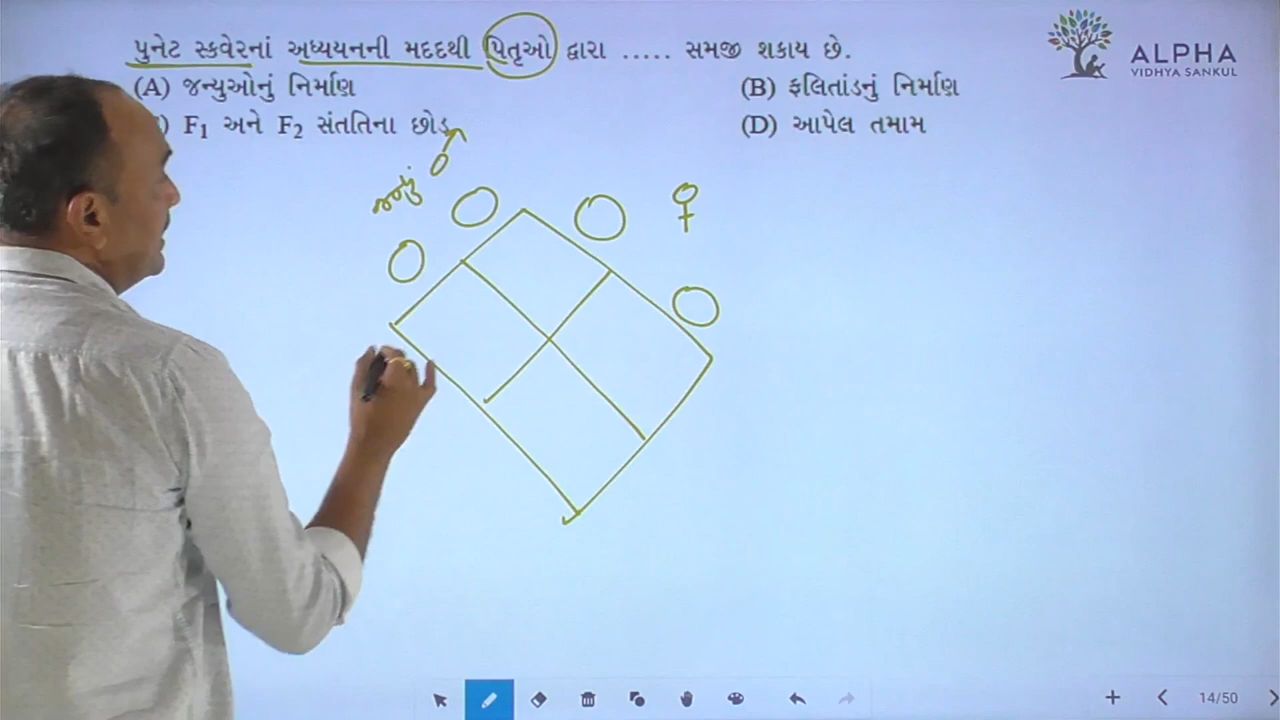 પુનેટ સ્કવેરનાં અધ્યયનની મદદથી પિતૃઓ દ્વારા ..... સમજી શકાય છે.
(A) જન્યુઓનું નિર્માણ
(B) ફલિતાંડનું નિર્માણ
) F₁ અને F₂ સંતતિના છોડ
(D) આપેલ તમામ
ALPHA
VIDHYA SANKUL
♂
♀
14/50